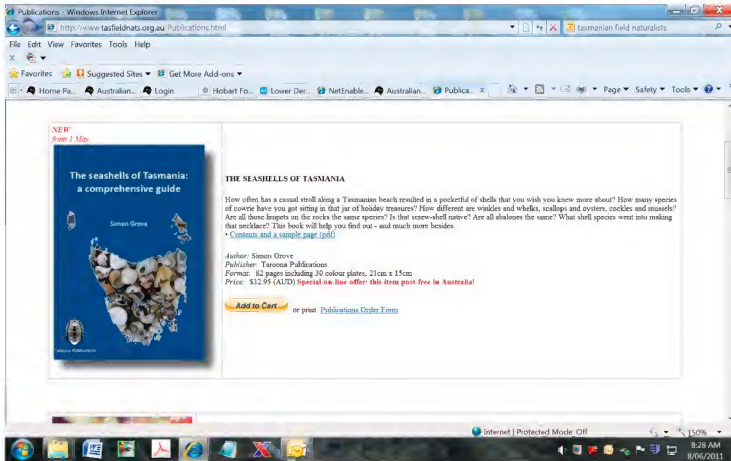 Publications - Windows Internet Explorer
http://www.tasfieldnats.org.au/Publications.html
tasmanian field naturalists
File Edit View Favorites Tools Help
Favorites Suggested Sites Get More Add-ons
Home Pa... Australian... Login Hobart Fo... Lower Der... NetEnable... Australian... Publica... Page Safety Tools
NEW
from 1 May
The seashells of Tasmania:
a comprehensive guide
Simon Grove
Taroona Publications
THE SEASHELLS OF TASMANIA
How often has a casual stroll along a Tasmanian beach resulted in a pocketful of shells that you wish you knew more about? How many species
of cowrie have you got sitting in that jar of holiday treasures? How different are winkles and whelks, scallops and oysters, cockles and mussels?
Are all those limpets on the rocks the same species? Is that screw-shell native? Are all abalones the same? What shell species went into making
that necklace? This book will help you find out - and much more besides.
• Contents and a sample page (pdf)
Author: Simon Grove
Publisher: Taroona Publications
Format: 82 pages including 30 colour plates, 21cm x 15cm
Price: $32.95 (AUD) Special on-line offer: this item post-free in Australia!
Add to Cart or print Publications Order Form
Internet | Protected Mode: Off
150%
8:28 AM
8/06/2011